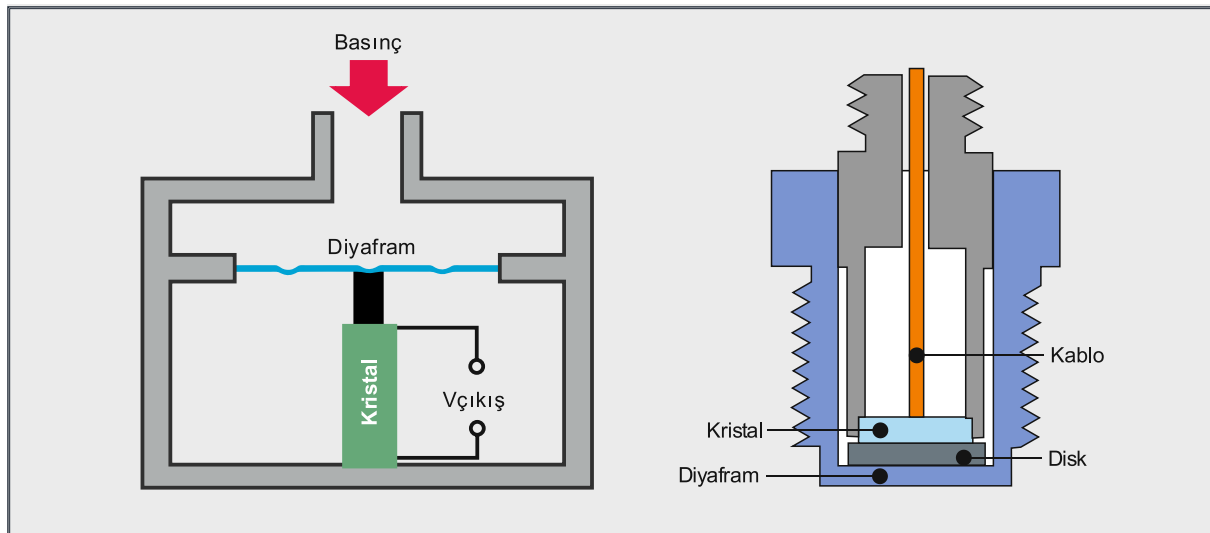 Basınç
Diyafram
Kristal
Vçıkış
Kablo
Kristal
Disk
Diyafram